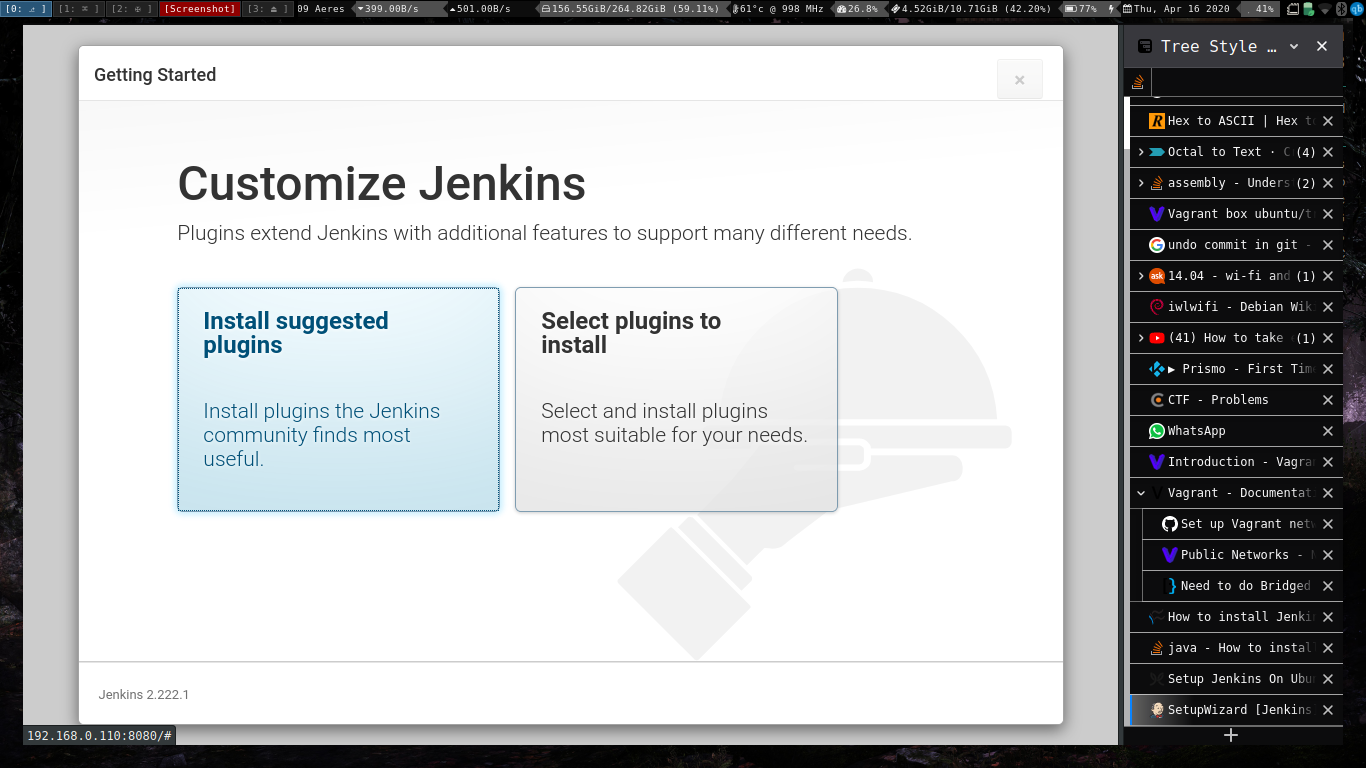 [0: ] [1: ⌘ ] [2: ] [Screenshot] [3: ⏏ ] 09 Aeres 399.00B/s 501.00B/s 156.55GiB/264.82GiB (59.11%) 61°c @ 998 MHz 26.8% 4.52GiB/10.71GiB (42.20%) 77% Thu, Apr 16 2020 41% qb
Getting Started
×
Customize Jenkins
Plugins extend Jenkins with additional features to support many different needs.
Install suggested
plugins
Install plugins the Jenkins
community finds most
useful.
Select plugins to
install
Select and install plugins
most suitable for your needs.
Jenkins 2.222.1
192.168.0.110:8080/#
Tree Style …
Hex to ASCII | Hex to
Octal to Text · C (4)
assembly - Unders (2)
Vagrant box ubuntu/t
undo commit in git -
14.04 - wi-fi and (1)
iwlwifi - Debian Wik
(41) How to take (1)
▶ Prismo - First Tim
CTF - Problems
WhatsApp
Introduction - Vagra
Vagrant - Documentat
Set up Vagrant net
Public Networks -
Need to do Bridged
How to install Jenki
java - How to instal
Setup Jenkins On Ubu
SetupWizard [Jenkins
+